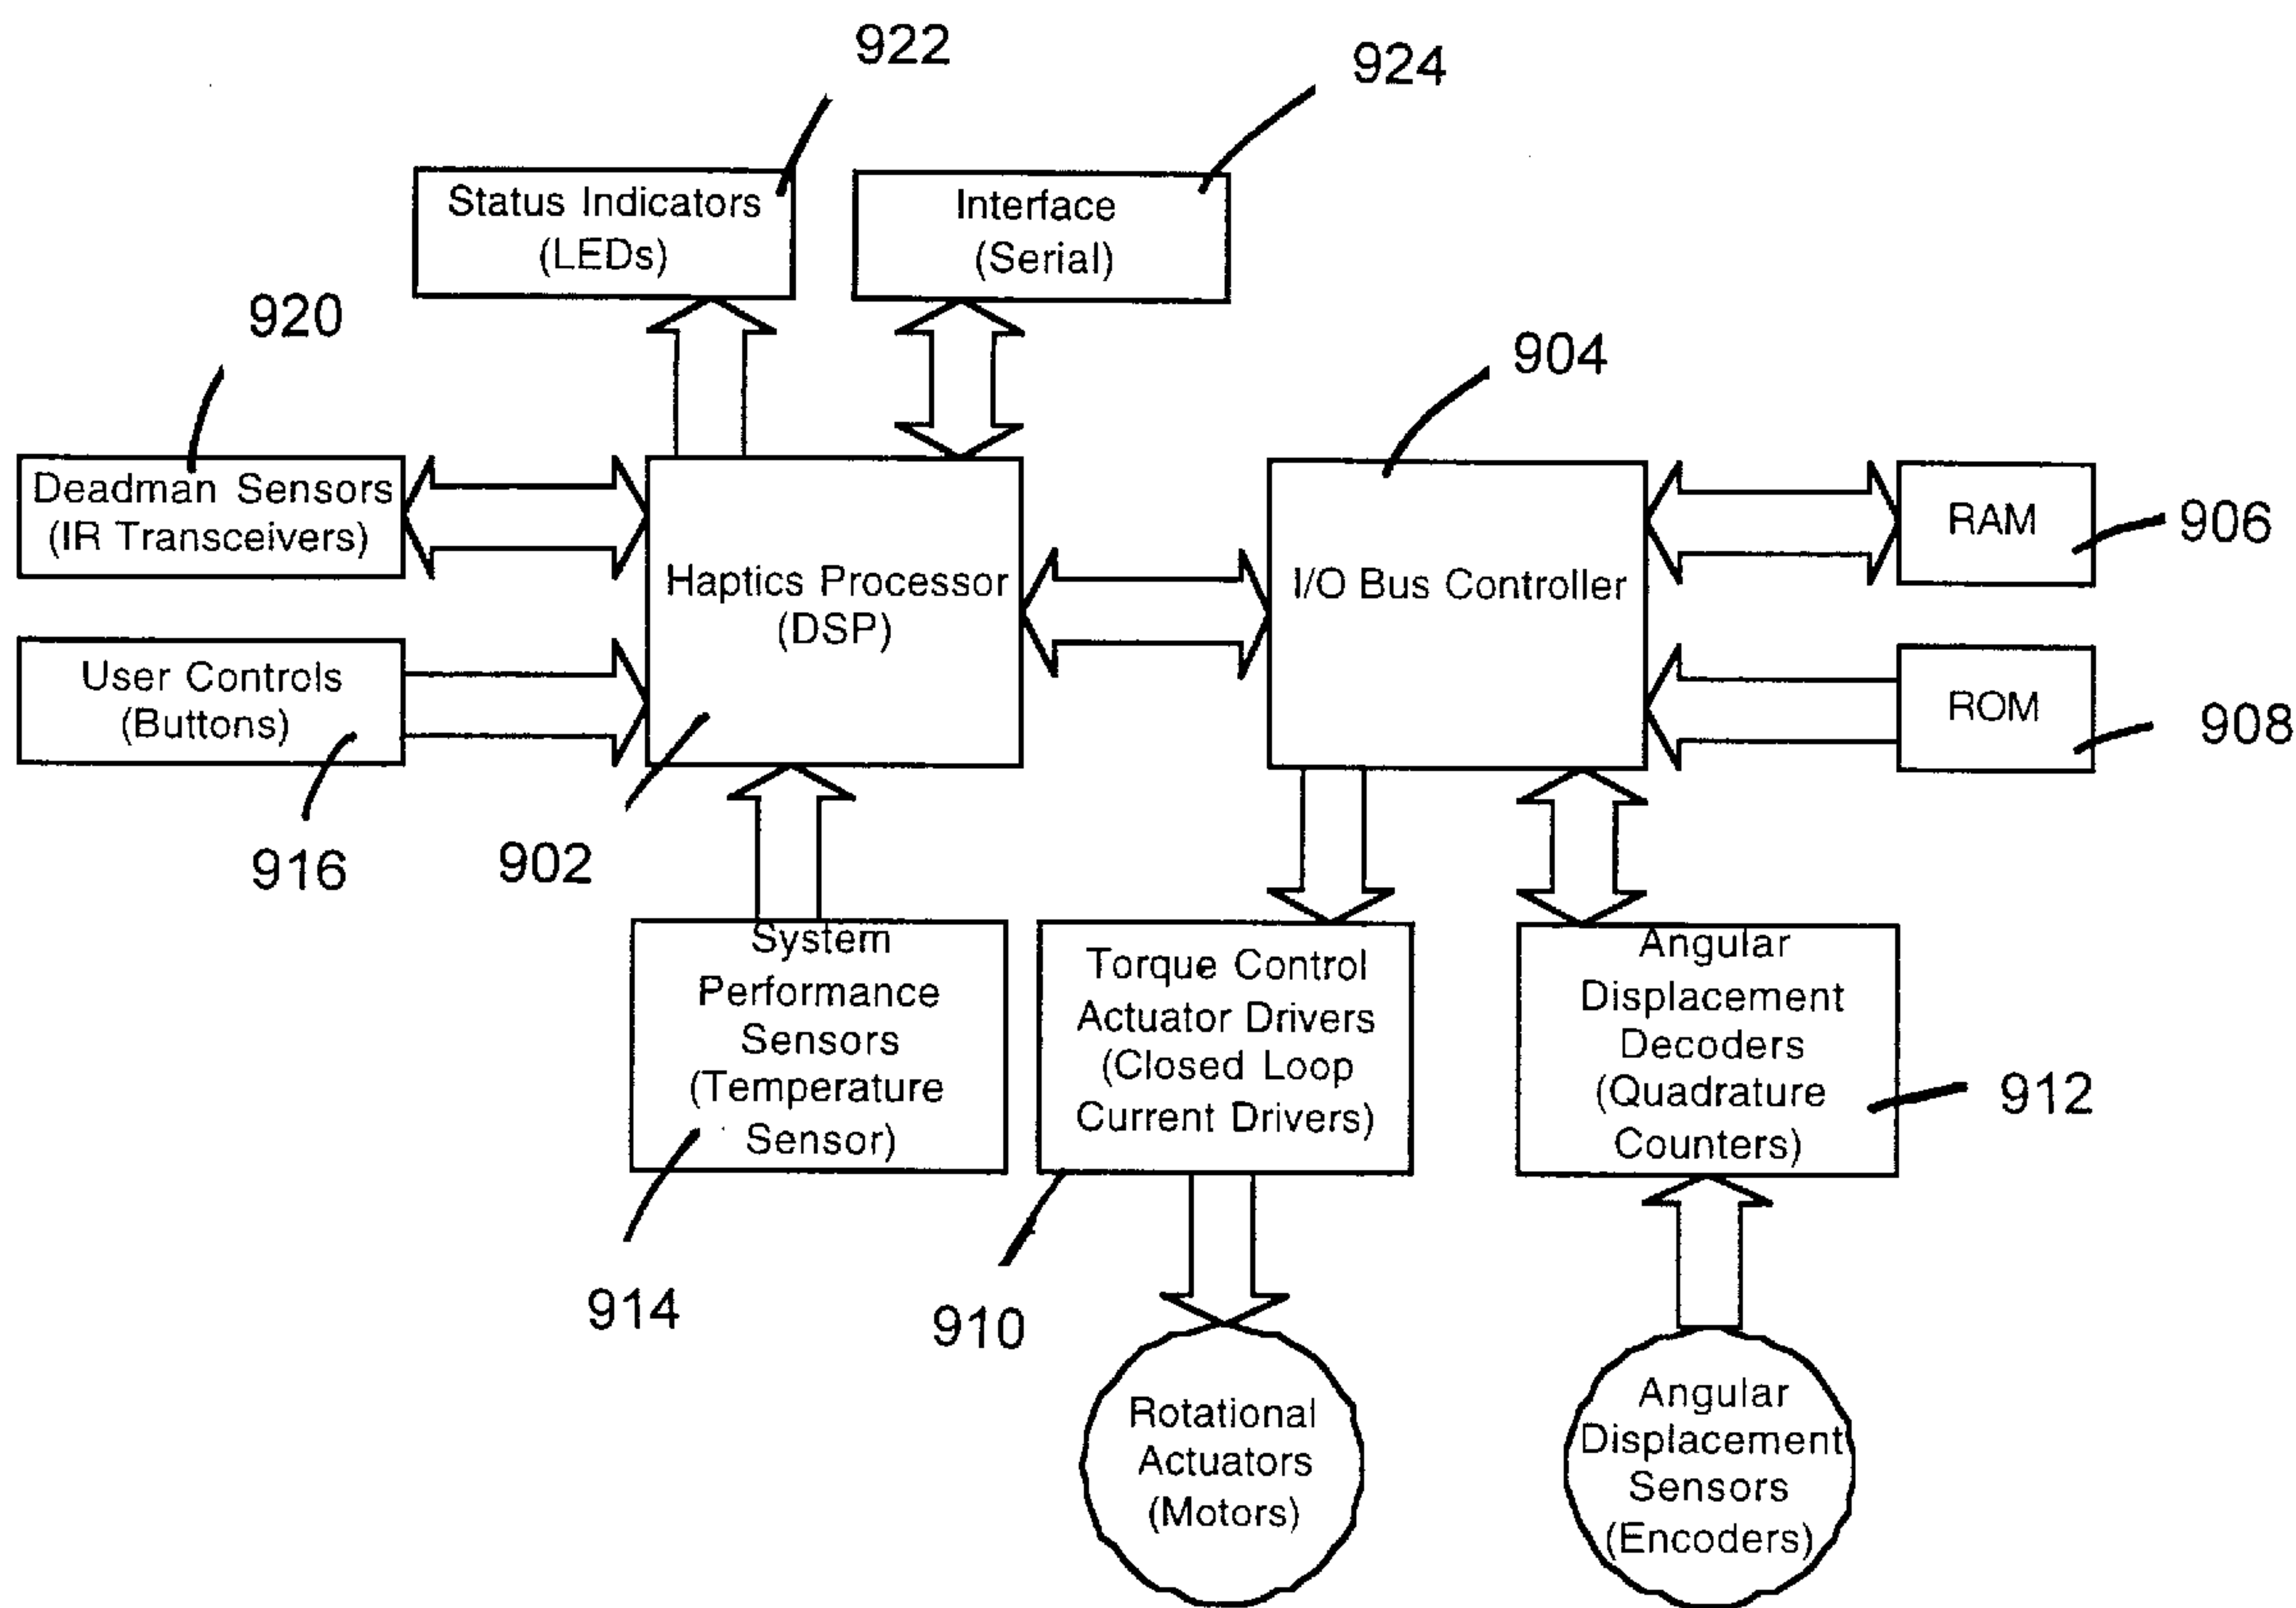 922
924
Status Indicators
(LEDs)
Interface
(Serial)
920
904
Deadman Sensors
(IR Transceivers)
Haptics Processor
(DSP)
I/O Bus Controller
RAM
906
User Controls
(Buttons)
ROM
908
916
902
System
Performance
Sensors
(Temperature
Sensor)
Torque Control
Actuator Drivers
(Closed Loop
Current Drivers)
Angular
Displacement
Decoders
(Quadrature
Counters)
912
914
910
Rotational
Actuators
(Motors)
Angular
Displacement
Sensors
(Encoders)